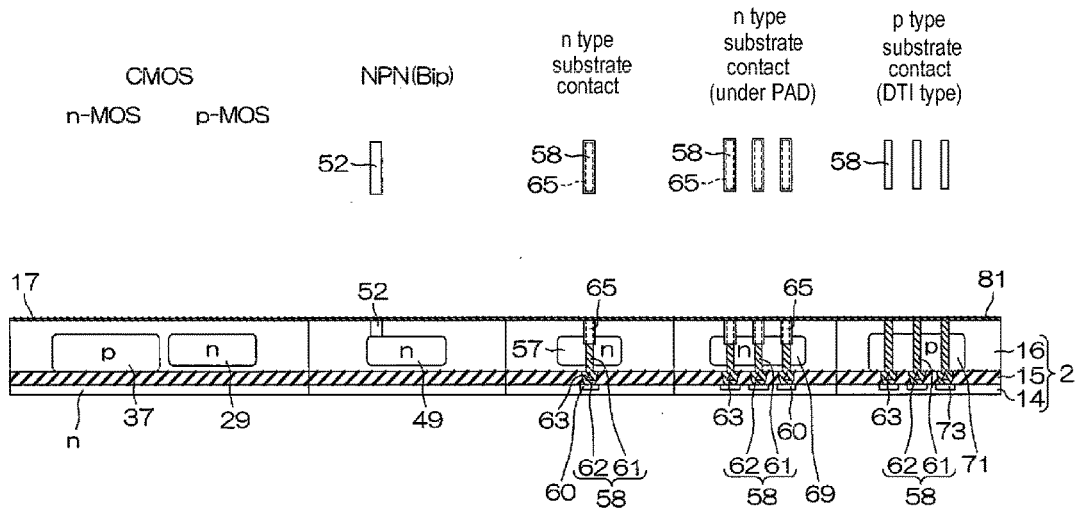 CMOS
n-MOS p-MOS
NPN(Bip)
n type
substrate
contact
n type
substrate
contact
(under PAD)
p type
substrate
contact
(DTI type)
52
58
65
58
65
58
17
52
65
65
81
p
n
n
57
n
n
p
16
15
14
2
n
37
29
49
63
60
62 61
58
63
62 61
58
60
69
63
62 61
58
73
71